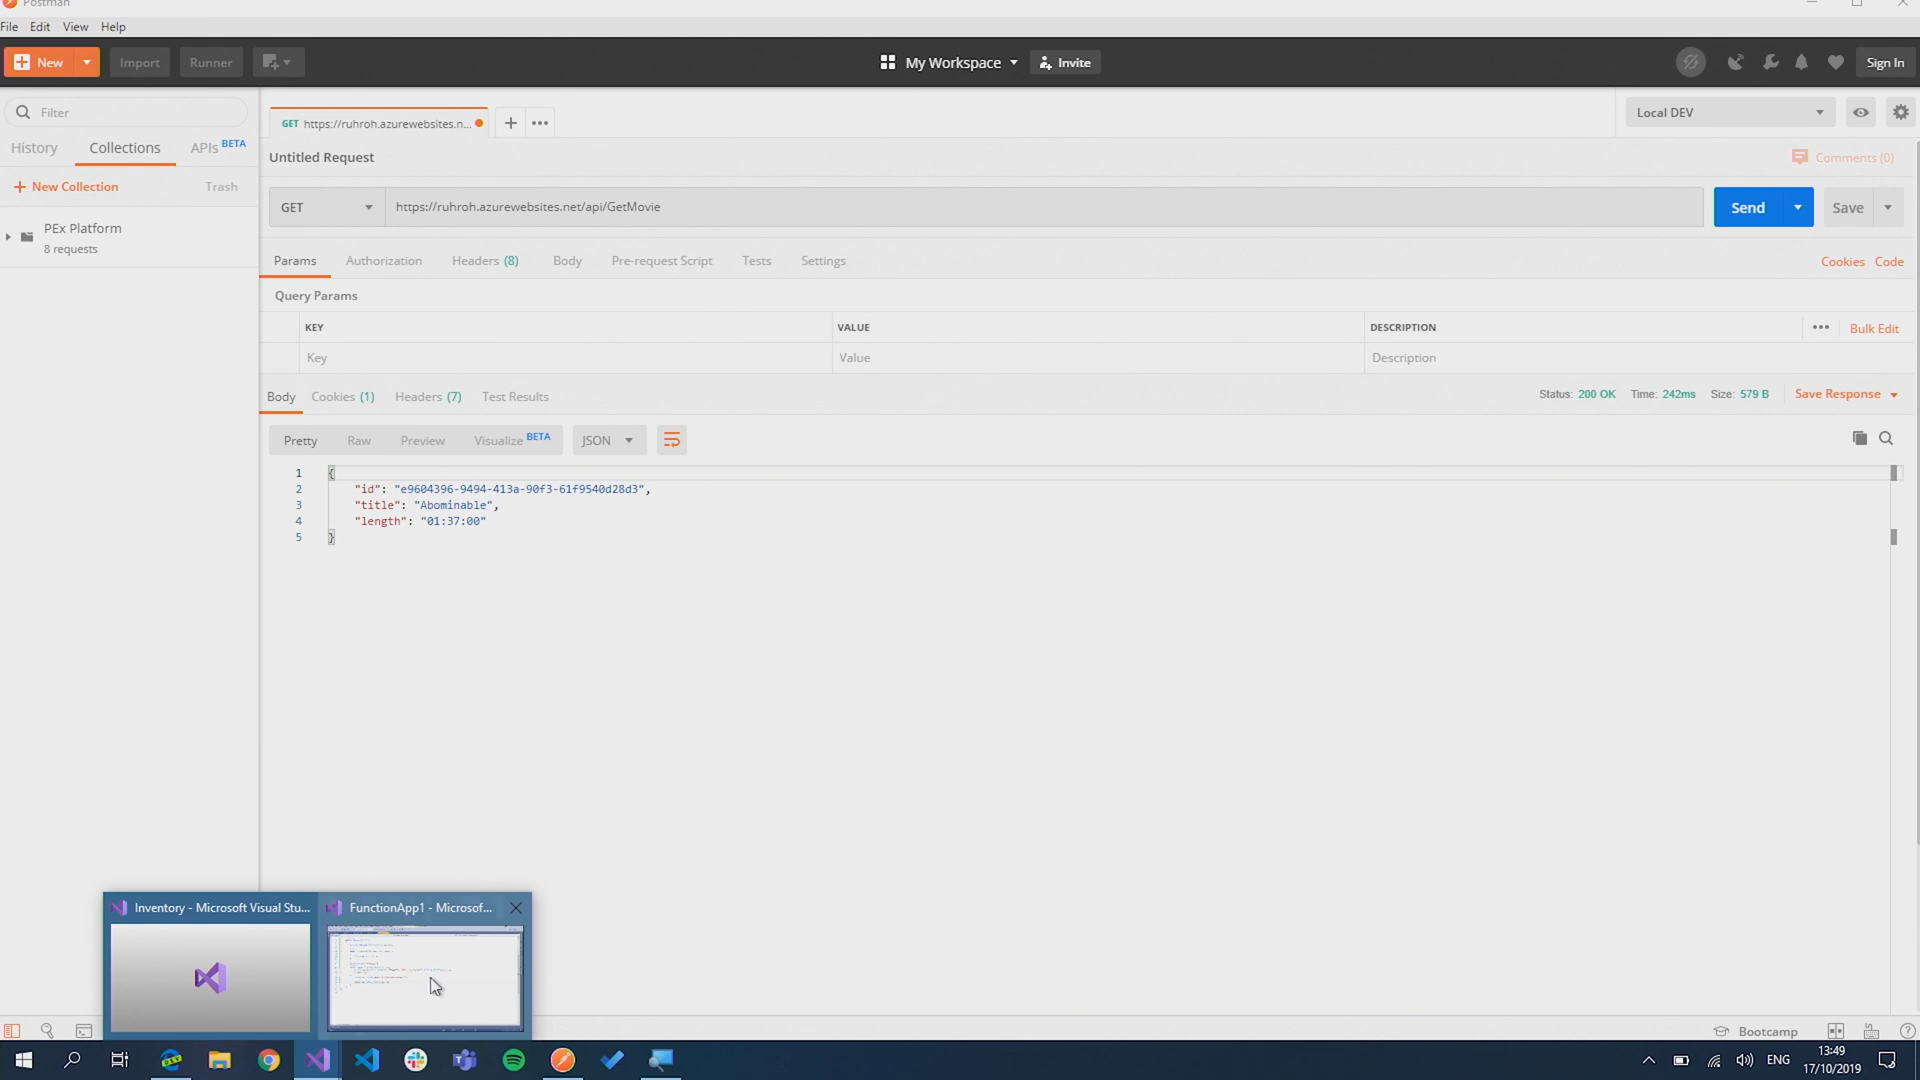 Postman
File Edit View Help
New Import Runner My Workspace Invite Sign In
Filter
GET https://ruhroh.azurewebsites.n... Local DEV
History Collections APIs BETA
Untitled Request Comments (0)
+ New Collection Trash
GET https://ruhroh.azurewebsites.net/api/GetMovie Send Save
PEx Platform
8 requests
Params Authorization Headers (8) Body Pre-request Script Tests Settings Cookies Code
Query Params
KEY VALUE DESCRIPTION Bulk Edit
Key Value Description
Body Cookies (1) Headers (7) Test Results Status: 200 OK Time: 242ms Size: 579 B Save Response
Pretty Raw Preview Visualize BETA JSON
1 {
2 "id": "e9604396-9494-413a-90f3-61f9540d28d3",
3 "title": "Abominable",
4 "length": "01:37:00"
5 }
Inventory - Microsoft Visual Stu... FunctionApp1 - Microsof...
Bootcamp
ENG 13:49
17/10/2019